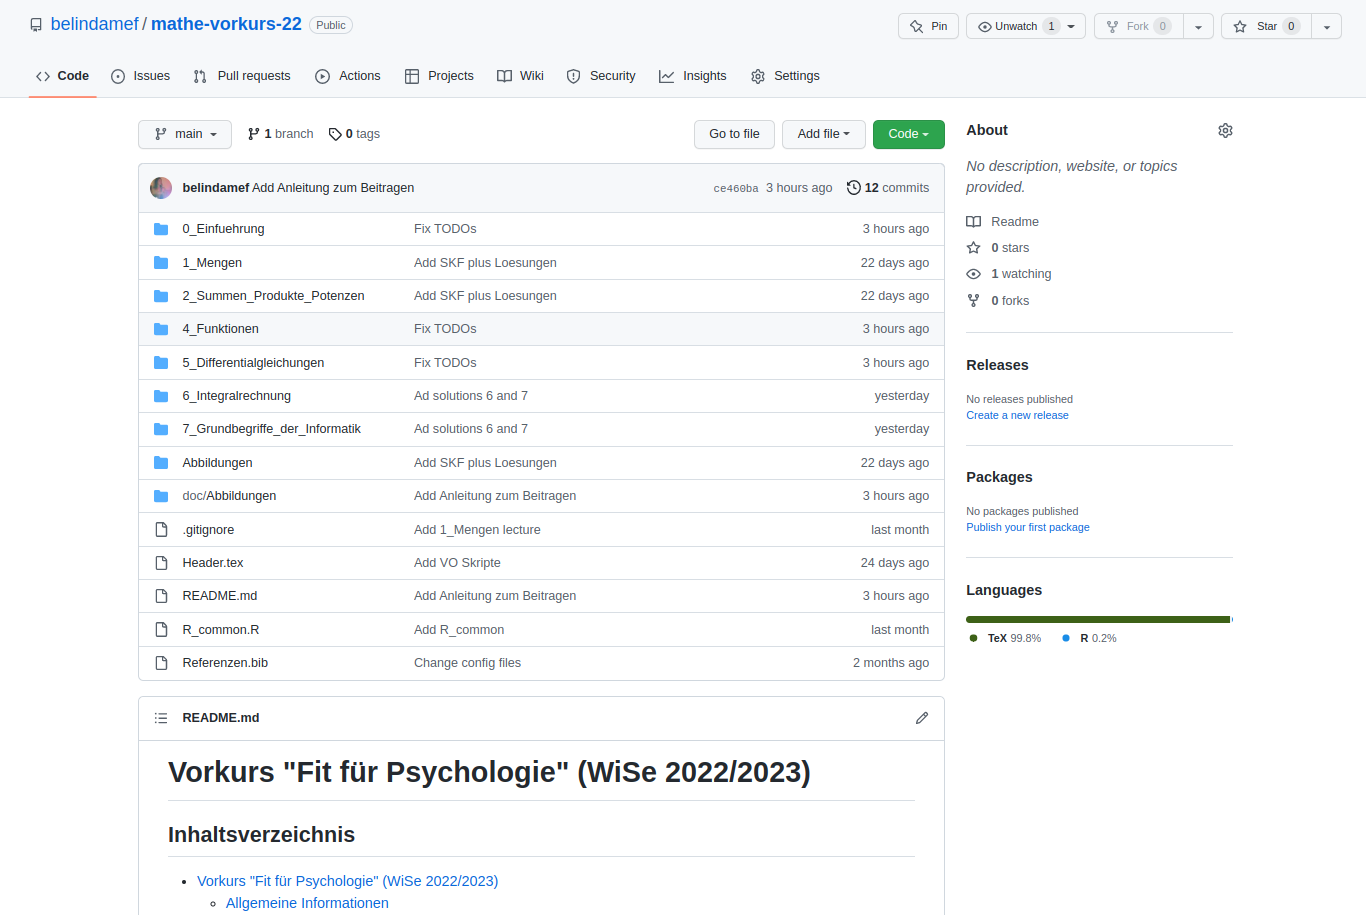 belindamef / mathe-vorkurs-22 Public
Pin Unwatch 1 Fork 0 Star 0
Code Issues Pull requests Actions Projects Wiki Security Insights Settings
main 1 branch 0 tags Go to file Add file Code
belindamef Add Anleitung zum Beitragen ce460ba 3 hours ago 12 commits
0_Einfuehrung Fix TODOs 3 hours ago
1_Mengen Add SKF plus Loesungen 22 days ago
2_Summen_Produkte_Potenzen Add SKF plus Loesungen 22 days ago
4_Funktionen Fix TODOs 3 hours ago
5_Differentialgleichungen Fix TODOs 3 hours ago
6_Integralrechnung Ad solutions 6 and 7 yesterday
7_Grundbegriffe_der_Informatik Ad solutions 6 and 7 yesterday
Abbildungen Add SKF plus Loesungen 22 days ago
doc/Abbildungen Add Anleitung zum Beitragen 3 hours ago
.gitignore Add 1_Mengen lecture last month
Header.tex Add VO Skripte 24 days ago
README.md Add Anleitung zum Beitragen 3 hours ago
R_common.R Add R_common last month
Referenzen.bib Change config files 2 months ago
README.md
Vorkurs "Fit für Psychologie" (WiSe 2022/2023)
Inhaltsverzeichnis
Vorkurs "Fit für Psychologie" (WiSe 2022/2023)
Allgemeine Informationen
About
No description, website, or topics
provided.
Readme
0 stars
1 watching
0 forks
Releases
No releases published
Create a new release
Packages
No packages published
Publish your first package
Languages
TeX 99.8% R 0.2%